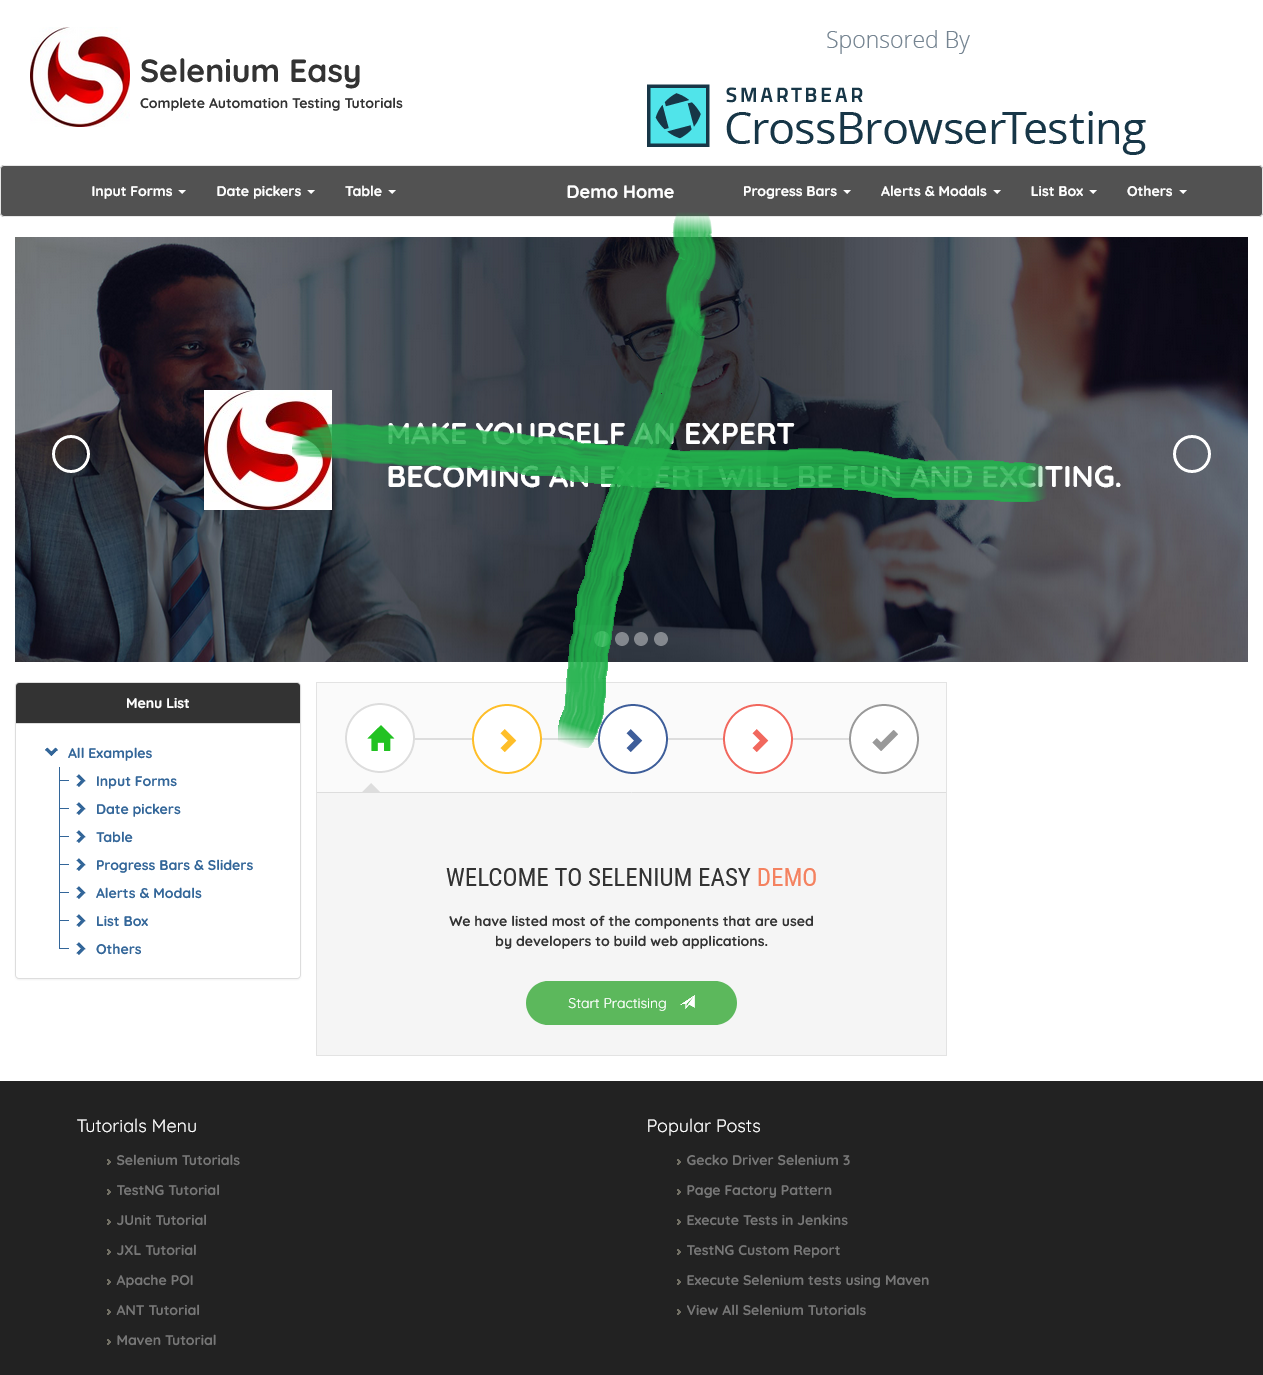 Sponsored By
Selenium Easy
Complete Automation Testing Tutorials
SMARTBEAR
CrossBrowserTesting
Input Forms Date pickers Table Demo Home Progress Bars Alerts & Modals List Box Others
MAKE YOURSELF AN EXPERT
BECOMING AN EXPERT WILL BE FUN AND EXCITING.
Menu List
All Examples
Input Forms
Date pickers
Table
Progress Bars & Sliders
Alerts & Modals
List Box
Others
WELCOME TO SELENIUM EASY DEMO
We have listed most of the components that are used
by developers to build web applications.
Start Practising
Tutorials Menu
Selenium Tutorials
TestNG Tutorial
JUnit Tutorial
JXL Tutorial
Apache POI
ANT Tutorial
Maven Tutorial
Popular Posts
Gecko Driver Selenium 3
Page Factory Pattern
Execute Tests in Jenkins
TestNG Custom Report
Execute Selenium tests using Maven
View All Selenium Tutorials